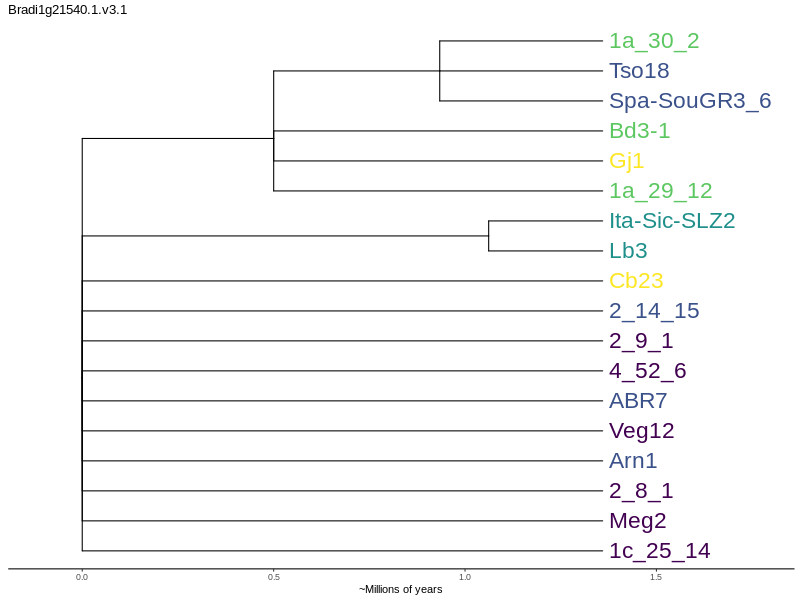 Bradi1g21540.1.v3.1
1a_30_2
Tso18
Spa-SouGR3_6
Bd3-1
Gj1
1a_29_12
Ita-Sic-SLZ2
Lb3
Cb23
2_14_15
2_9_1
4_52_6
ABR7
Veg12
Arn1
2_8_1
Meg2
1c_25_14
0.0 0.5 1.0 1.5
~Millions of years